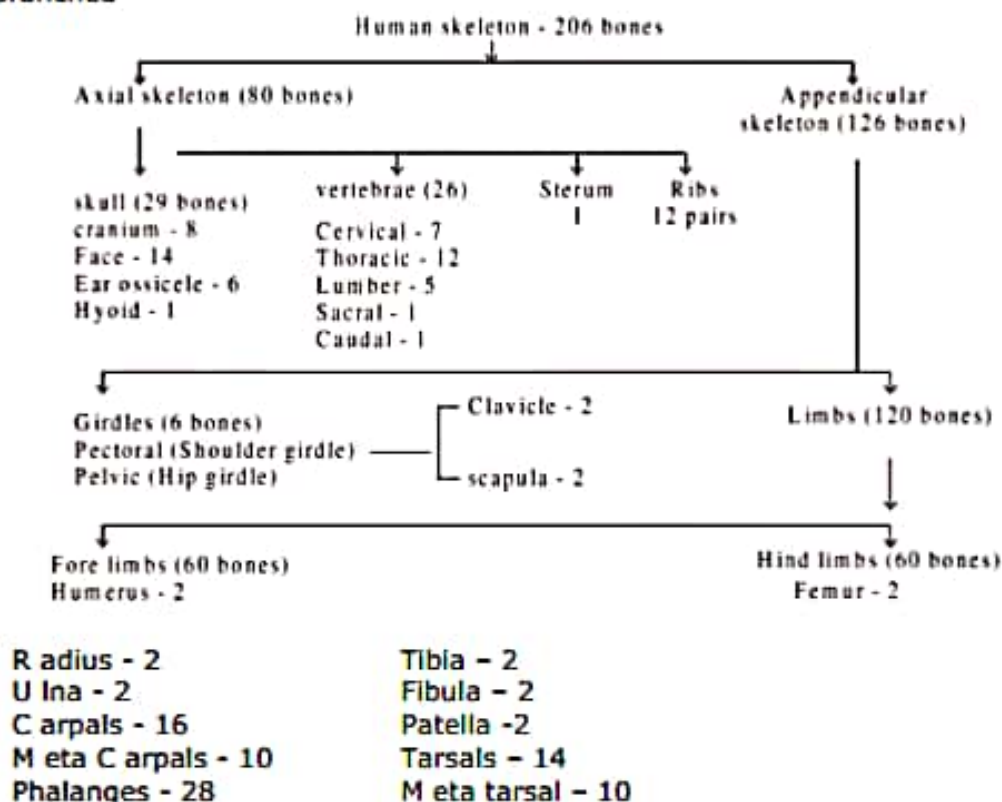 Human skeleton - 206 bones
Axial skeleton (80 bones)
Appendicular
skeleton (126 bones)
skull (29 bones)
cranium - 8
Face - 14
Ear ossicele - 6
Hyoid - 1
vertebrae (26)
Cervical - 7
Thoracic - 12
Lumber - 5
Sacral - 1
Caudal - 1
Sterum
1
Ribs
12 pairs
Girdles (6 bones)
Pectoral (Shoulder girdle)
Pelvic (Hip girdle)
Clavicle - 2
scapula - 2
Limbs (120 bones)
Fore limbs (60 bones)
Humerus - 2
Hind limbs (60 bones)
Femur - 2
R adius - 2
U lna - 2
C arpals - 16
M eta C arpals - 10
Phalanges - 28
Tibia – 2
Fibula – 2
Patella -2
Tarsals – 14
M eta tarsal – 10